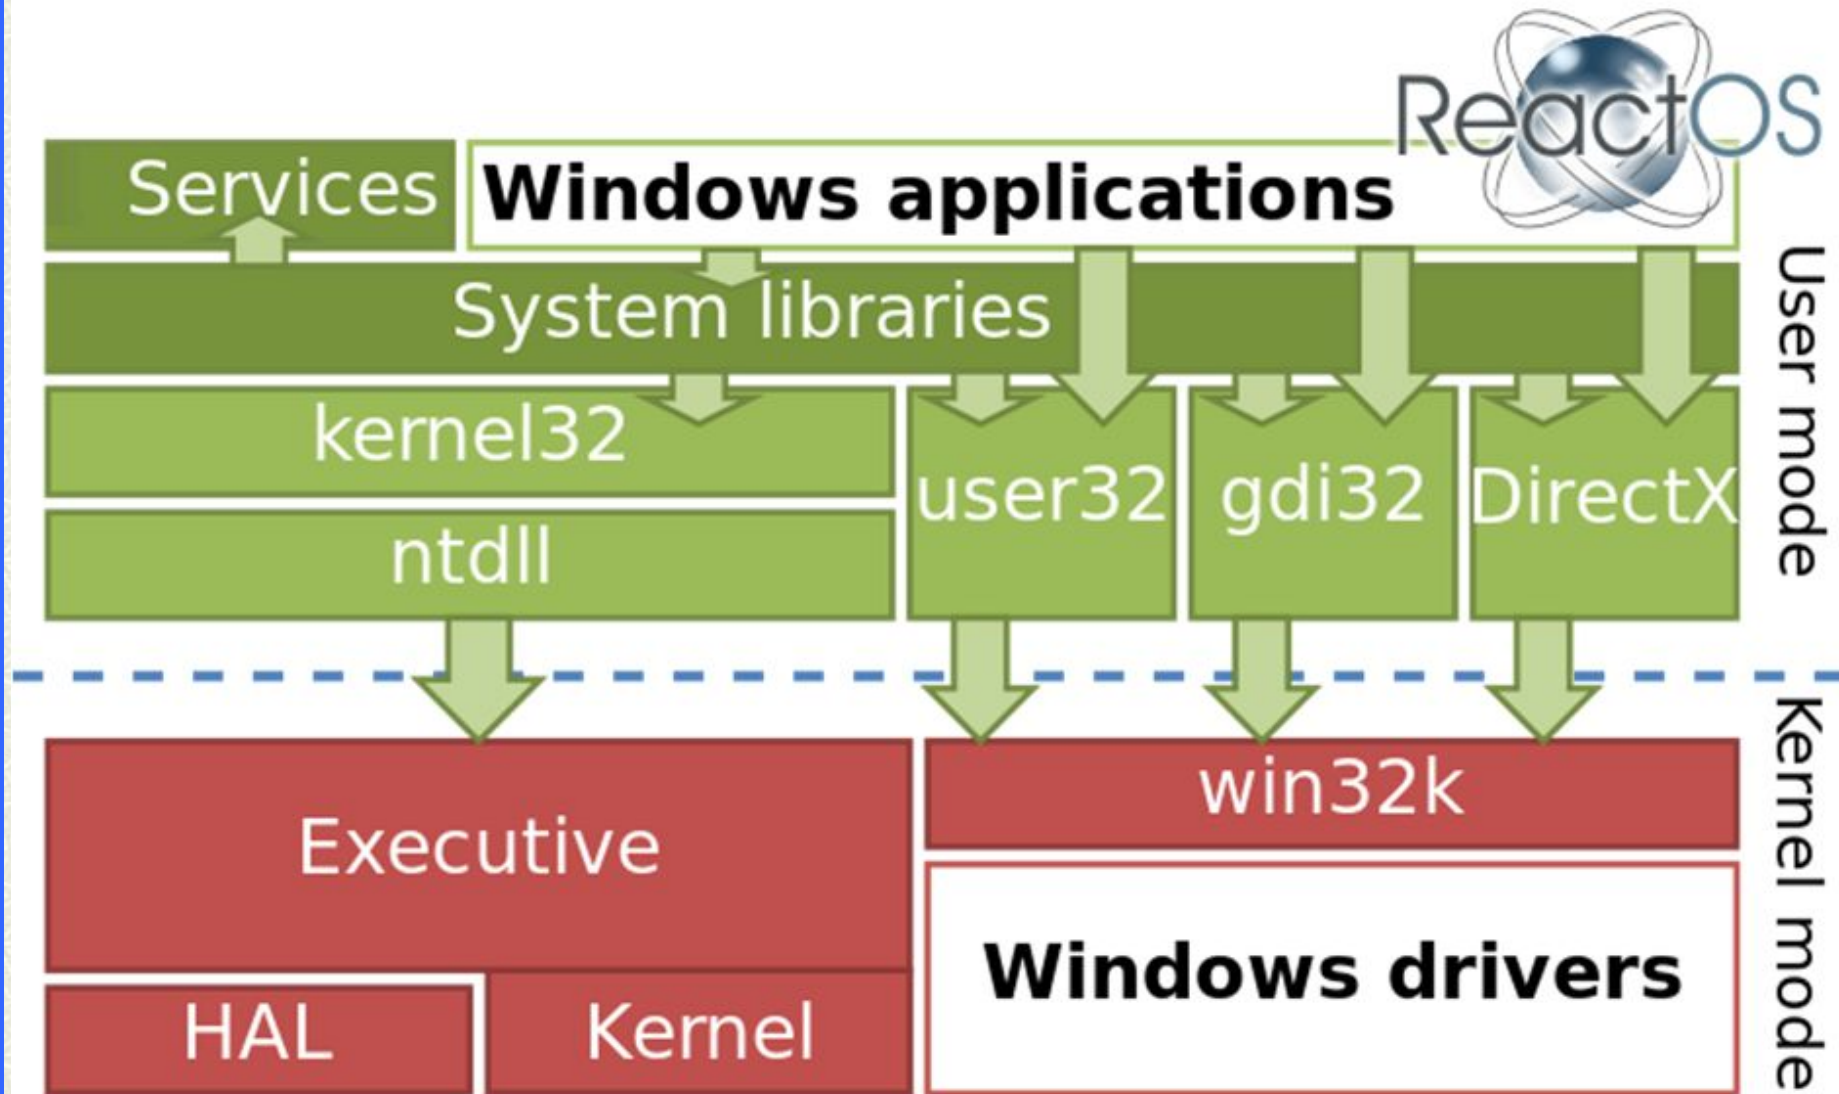 ReactOS
Services
Windows applications
System libraries
kernel32
user32
gdi32
DirectX
ntdll
User mode
Executive
win32k
Windows drivers
HAL
Kernel
Kernel mode